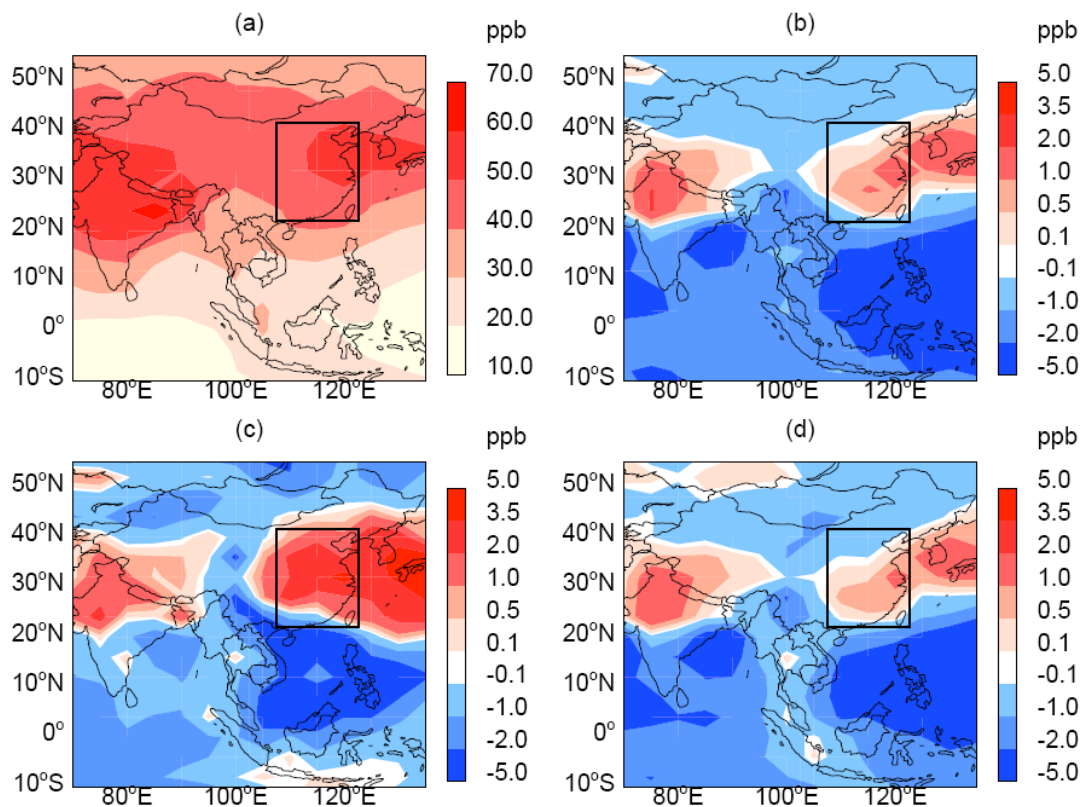 (a)
ppb
50°N
40°N
30°N
20°N
10°N
0°
10°S
80°E
100°E
120°E
70.0
60.0
50.0
40.0
30.0
20.0
10.0
(b)
ppb
50°N
40°N
30°N
20°N
10°N
0°
10°S
80°E
100°E
120°E
5.0
3.5
2.0
1.0
0.5
0.1
-0.1
-1.0
-2.0
-5.0
(c)
ppb
50°N
40°N
30°N
20°N
10°N
0°
10°S
80°E
100°E
120°E
5.0
3.5
2.0
1.0
0.5
0.1
-0.1
-1.0
-2.0
-5.0
(d)
ppb
50°N
40°N
30°N
20°N
10°N
0°
10°S
80°E
100°E
120°E
5.0
3.5
2.0
1.0
0.5
0.1
-0.1
-1.0
-2.0
-5.0